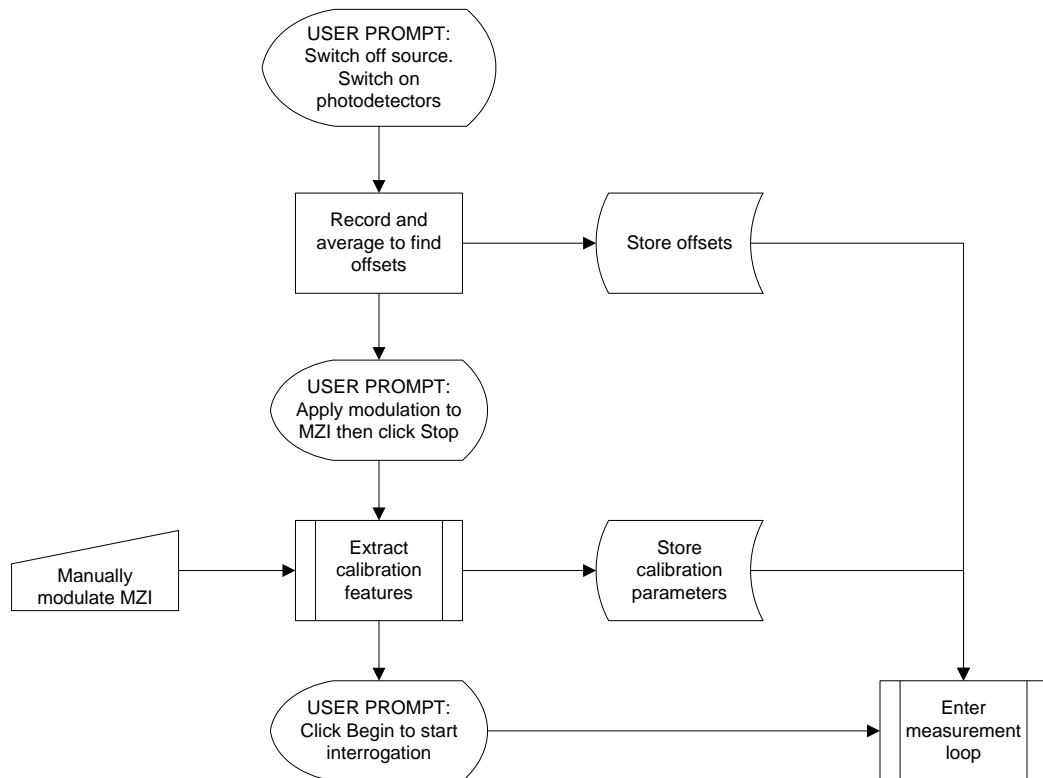 USER PROMPT:
Switch off source.
Switch on
photodetectors
Record and
average to find
offsets
Store offsets
USER PROMPT:
Apply modulation to
MZI then click Stop
Manually
modulate MZI
Extract
calibration
features
Store
calibration
parameters
USER PROMPT:
Click Begin to start
interrogation
Enter
measurement
loop